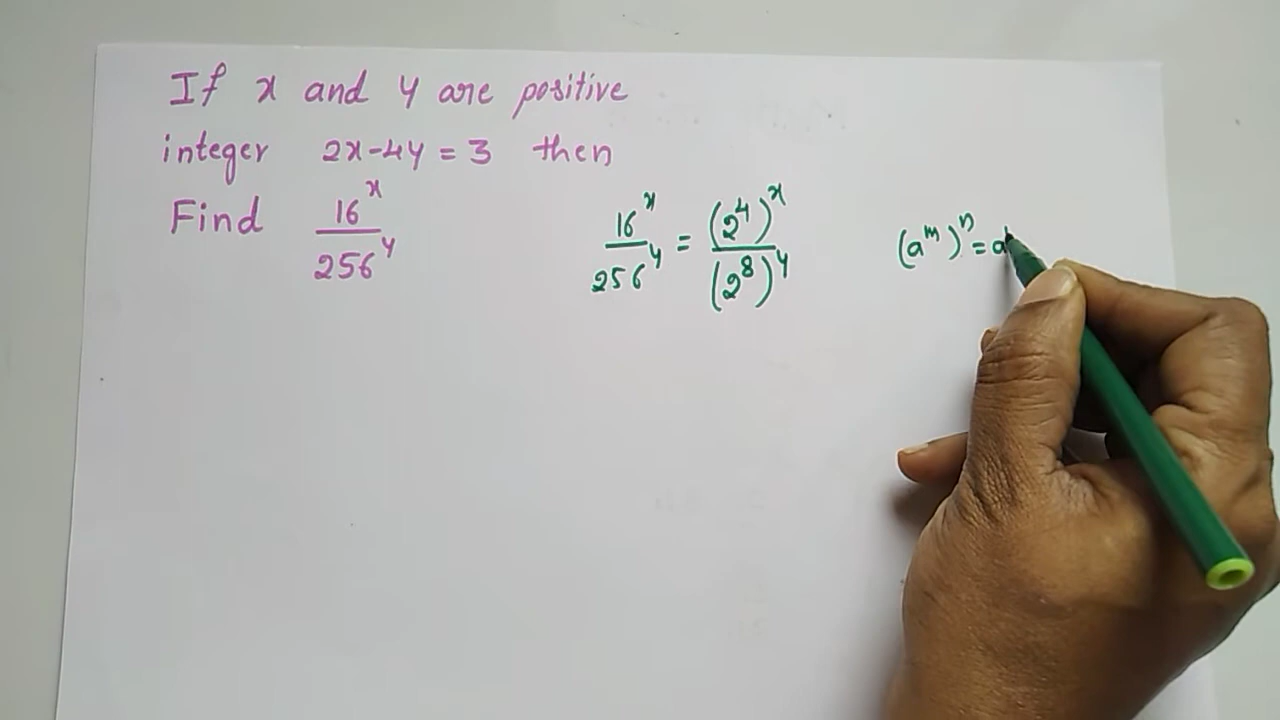 If x and y are positive
integer 2x-4y = 3 then
Find 16^x / 256^y
16^x / 256^y = (2^4)^x / (2^8)^y
(a^m)^n = a